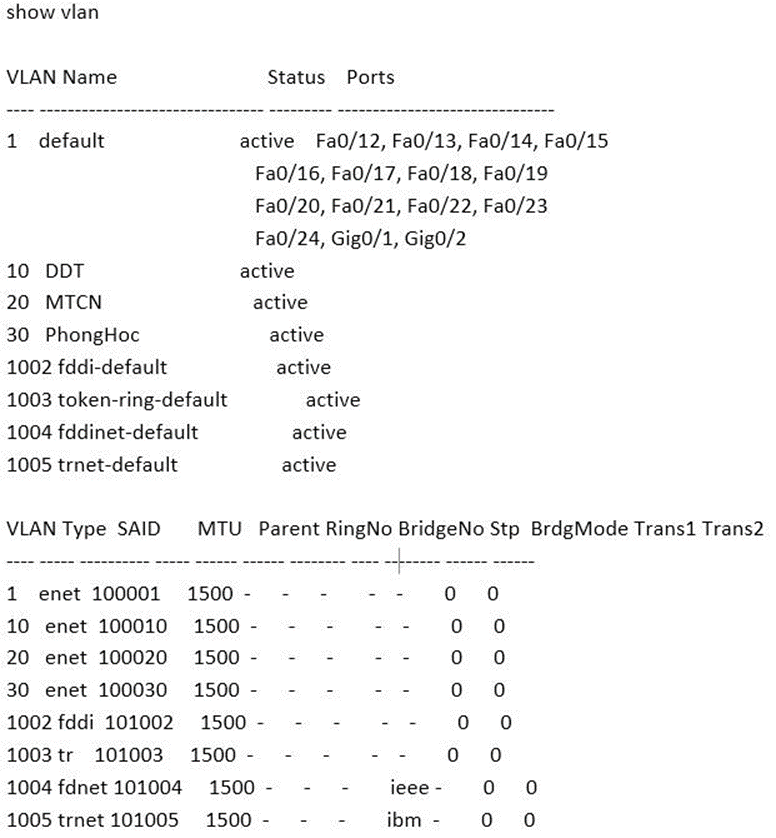 show vlan
VLAN Name Status Ports
---- -------------------------------- --------- -------------------------------
1 default active Fa0/12, Fa0/13, Fa0/14, Fa0/15
Fa0/16, Fa0/17, Fa0/18, Fa0/19
Fa0/20, Fa0/21, Fa0/22, Fa0/23
Fa0/24, Gig0/1, Gig0/2
10 DDT active
20 MTCN active
30 PhongHoc active
1002 fddi-default active
1003 token-ring-default active
1004 fddinet-default active
1005 trnet-default active
VLAN Type SAID MTU Parent RingNo BridgeNo Stp BrdgMode Trans1 Trans2
---- ----- ---------- ----- ------ ------ -------- ---- -------- ------ ------
1 enet 100001 1500 - - - - - 0 0
10 enet 100010 1500 - - - - - 0 0
20 enet 100020 1500 - - - - - 0 0
30 enet 100030 1500 - - - - - 0 0
1002 fddi 101002 1500 - - - - - 0 0
1003 tr 101003 1500 - - - - - 0 0
1004 fdnet 101004 1500 - - - ieee - 0 0
1005 trnet 101005 1500 - - - ibm - 0 0